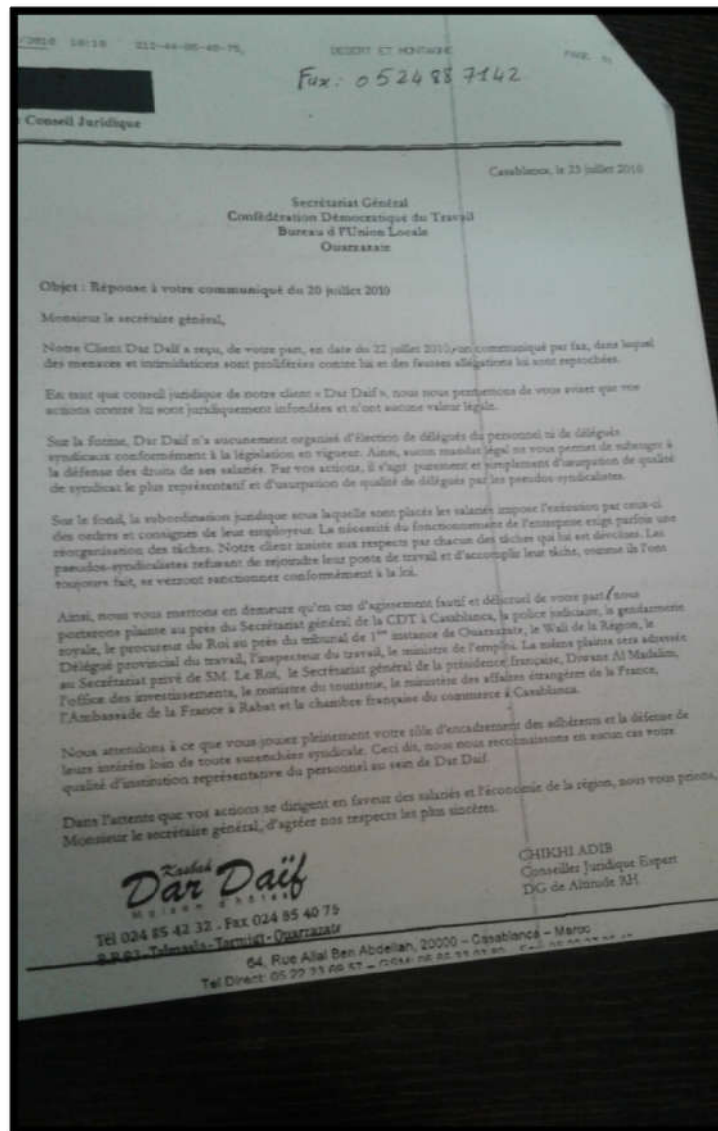 /2010 10:10 212-44-85-40-75, DESERT ET MONTAGNE PAGE 01
Fax: 0524887142
Conseil Juridique
Casablanca, le 23 juillet 2010
Secrétariat Général
Confédération Démocratique du Travail
Bureau d l'Union Locale
Ouarzazate
Objet : Réponse à votre communiqué du 20 juillet 2010
Monsieur le secrétaire général,
Notre Client Dar Daïf a reçu, de votre part, en date du 22 juillet 2010, un communiqué par fax, dans lequel
des menaces et intimidations sont proliférées contre lui et des fausses allégations lui sont reprochées.
En tant que conseil juridique de notre client « Dar Daif », nous nous permettons de vous aviser que vos
actions contre lui sont juridiquement infondées et n'ont aucune valeur légale.
Sur la forme, Dar Daif n'a aucunement organisé d'élection de délégués du personnel ni de délégués
syndicaux conformément à la législation en vigueur. Ainsi, aucun mandat légal ne vous permet de subroger à
la défense des droits de ses salariés. Par vos actions, il s'agit purement et simplement d'usurpation de qualité
de syndicat le plus représentatif et d'usurpation de qualité de délégués par les pseudos-syndicalistes.
Sur le fond, la subordination juridique sous laquelle sont placés les salariés impose l'exécution par ceux-ci
des ordres et consignes de leur employeur. La nécessité du fonctionnement de l'entreprise exige parfois une
réorganisation des tâches. Notre client insiste aux respects par chacun des tâches qui lui est dévolues. Les
pseudos-syndicalistes refusant de rejoindre leur poste de travail et d'accomplir leur tâche, comme ils l'ont
toujours fait, se verront sanctionner conformément à la loi.
Ainsi, nous vous mettons en demeure qu'en cas d'agissement fautif et délictuel de votre part, nous
porterons plainte au près du Secrétariat général de la CDT à Casablanca, la police judiciaire, la gendarmerie
royale, le procureur du Roi au près du tribunal de 1ère instance de Ouarzazate, le Wali de la Région, le
Délégué provincial du travail, l'inspecteur du travail, le ministre de l'emploi. La même plainte sera adressée
au Secrétariat privé de SM. Le Roi, le Secrétariat général de la présidence française, Diwane Al Madalim,
l'office des investissements, le ministre du tourisme, le ministère des affaires étrangères de la France,
l'Ambassade de la France à Rabat et la chambre française du commerce à Casablanca.
Nous attendons à ce que vous jouiez pleinement votre rôle d'encadrement des adhérents et la défense de
leurs intérêts loin de toute surenchère syndicale. Ceci dit, nous nous reconnaissons en aucun cas votre
qualité d'institution représentative du personnel au sein de Dar Daif.
Dans l'attente que vos actions se dirigent en faveur des salariés et l'économie de la région, nous vous prions,
Monsieur le secrétaire général, d'agréer nos respects les plus sincères.
CHIKHI ADIB
Conseiller Juridique Expert
DG de Altitude RH
Kasbah
Dar Daïf
Maison d'hôtes
Tél 024 85 42 32 - Fax 024 85 40 75
Talmasla - Tarmigt - Ouarzazate
64, Rue Allal Ben Abdellah, 20000 – Casablanca – Maroc
Tel Direct: 05 22